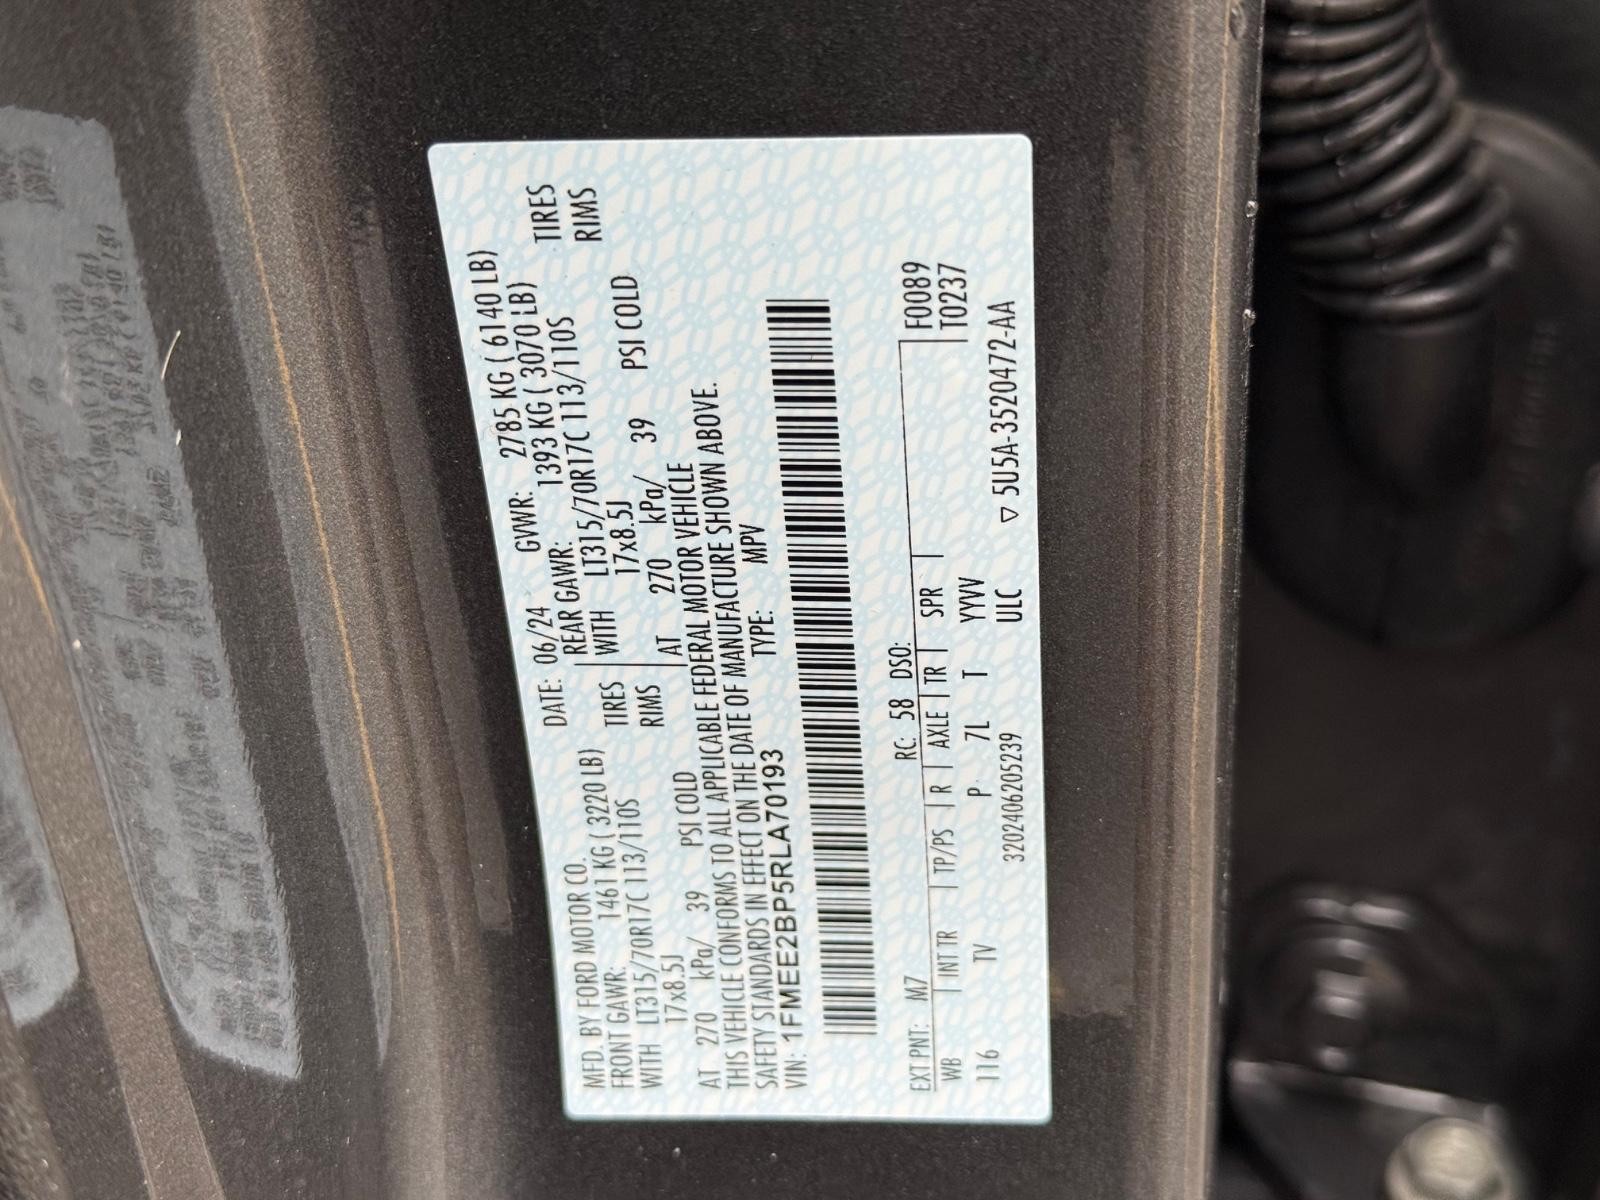 MFD. BY FORD MOTOR CO.
DATE: 06/24 GVWR: 2785 KG ( 6140 LB)
FRONT GAWR: 1461 KG ( 3220 LB)
REAR GAWR: 1393 KG ( 3070 LB)
WITH LT315/70R17C 113/110S TIRES
WITH LT315/70R17C 113/110S TIRES
17x8.5J RIMS
17x8.5J RIMS
AT 270 kPa/ 39 PSI COLD
AT 270 kPa/ 39 PSI COLD
THIS VEHICLE CONFORMS TO ALL APPLICABLE FEDERAL MOTOR VEHICLE
SAFETY STANDARDS IN EFFECT ON THE DATE OF MANUFACTURE SHOWN ABOVE.
VIN: 1FMEE2BP5RLA70193 TYPE: MPV
EXT PNT: M7 RC: 58 DSO: F0089
WB | INT TR | TP/PS | R | AXLE | TR | SPR | T0237
116 TV P 7L T YYVV
3202406205239 ULC ▽ 5U5A-3520472-AA